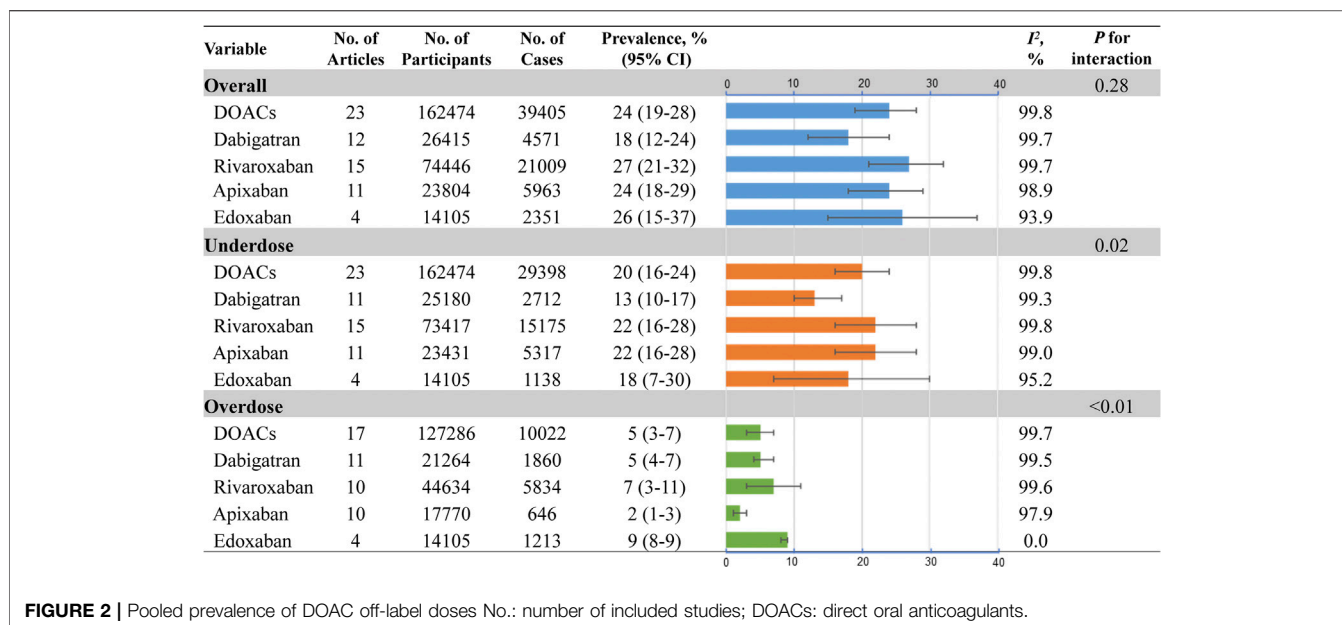 Variable No. of Articles No. of Participants No. of Cases Prevalence, % (95% CI) I², % P for interaction
Overall 0 10 20 30 40 0.28
DOACs 23 162474 39405 24 (19-28) 99.8
Dabigatran 12 26415 4571 18 (12-24) 99.7
Rivaroxaban 15 74446 21009 27 (21-32) 99.7
Apixaban 11 23804 5963 24 (18-29) 98.9
Edoxaban 4 14105 2351 26 (15-37) 93.9
Underdose 0.02
DOACs 23 162474 29398 20 (16-24) 99.8
Dabigatran 11 25180 2712 13 (10-17) 99.3
Rivaroxaban 15 73417 15175 22 (16-28) 99.8
Apixaban 11 23431 5317 22 (16-28) 99.0
Edoxaban 4 14105 1138 18 (7-30) 95.2
Overdose <0.01
DOACs 17 127286 10022 5 (3-7) 99.7
Dabigatran 11 21264 1860 5 (4-7) 99.5
Rivaroxaban 10 44634 5834 7 (3-11) 99.6
Apixaban 10 17770 646 2 (1-3) 97.9
Edoxaban 4 14105 1213 9 (8-9) 0.0
0 10 20 30 40
FIGURE 2 | Pooled prevalence of DOAC off-label doses No.: number of included studies; DOACs: direct oral anticoagulants.